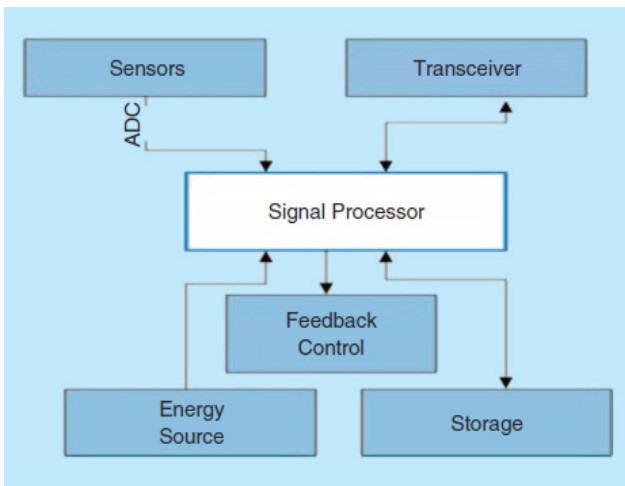 Sensors
Transceiver
ADC
Signal Processor
Feedback
Control
Energy
Source
Storage